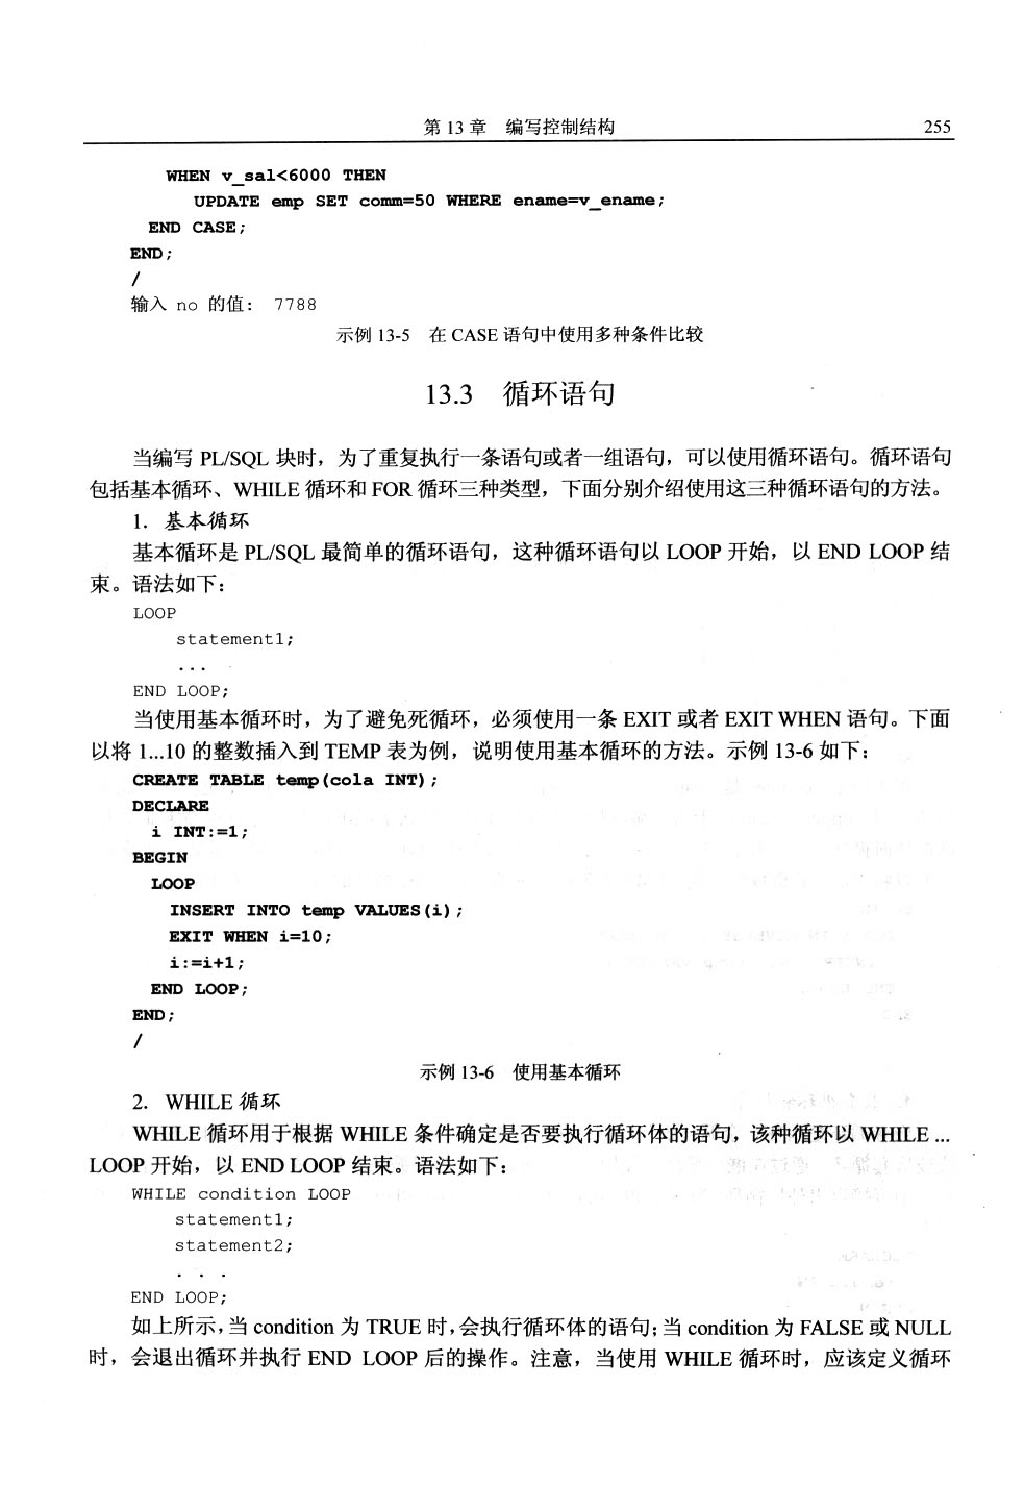 第 13 章　编写控制结构　255
WHEN v_sal<6000 THEN
UPDATE emp SET comm=50 WHERE ename=v_ename;
END CASE;
END;
/
输入 no 的值： 7788
示例 13-5　在 CASE 语句中使用多种条件比较
13.3　循环语句
当编写 PL/SQL 块时，为了重复执行一条语句或者一组语句，可以使用循环语句。循环语句
包括基本循环、WHILE 循环和 FOR 循环三种类型，下面分别介绍使用这三种循环语句的方法。
1．基本循环
基本循环是 PL/SQL 最简单的循环语句，这种循环语句以 LOOP 开始，以 END LOOP 结
束。语法如下：
LOOP
statement1;
...
END LOOP;
当使用基本循环时，为了避免死循环，必须使用一条 EXIT 或者 EXIT WHEN 语句。下面
以将 1...10 的整数插入到 TEMP 表为例，说明使用基本循环的方法。示例 13-6 如下：
CREATE TABLE temp(cola INT);
DECLARE
i INT:=1;
BEGIN
LOOP
INSERT INTO temp VALUES(i);
EXIT WHEN i=10;
i:=i+1;
END LOOP;
END;
/
示例 13-6　使用基本循环
2．WHILE 循环
WHILE 循环用于根据 WHILE 条件确定是否要执行循环体的语句，该种循环以 WHILE ...
LOOP 开始，以 END LOOP 结束。语法如下：
WHILE condition LOOP
statement1;
statement2;
. . .
END LOOP;
如上所示，当 condition 为 TRUE 时，会执行循环体的语句；当 condition 为 FALSE 或 NULL
时，会退出循环并执行 END LOOP 后的操作。注意，当使用 WHILE 循环时，应该定义循环